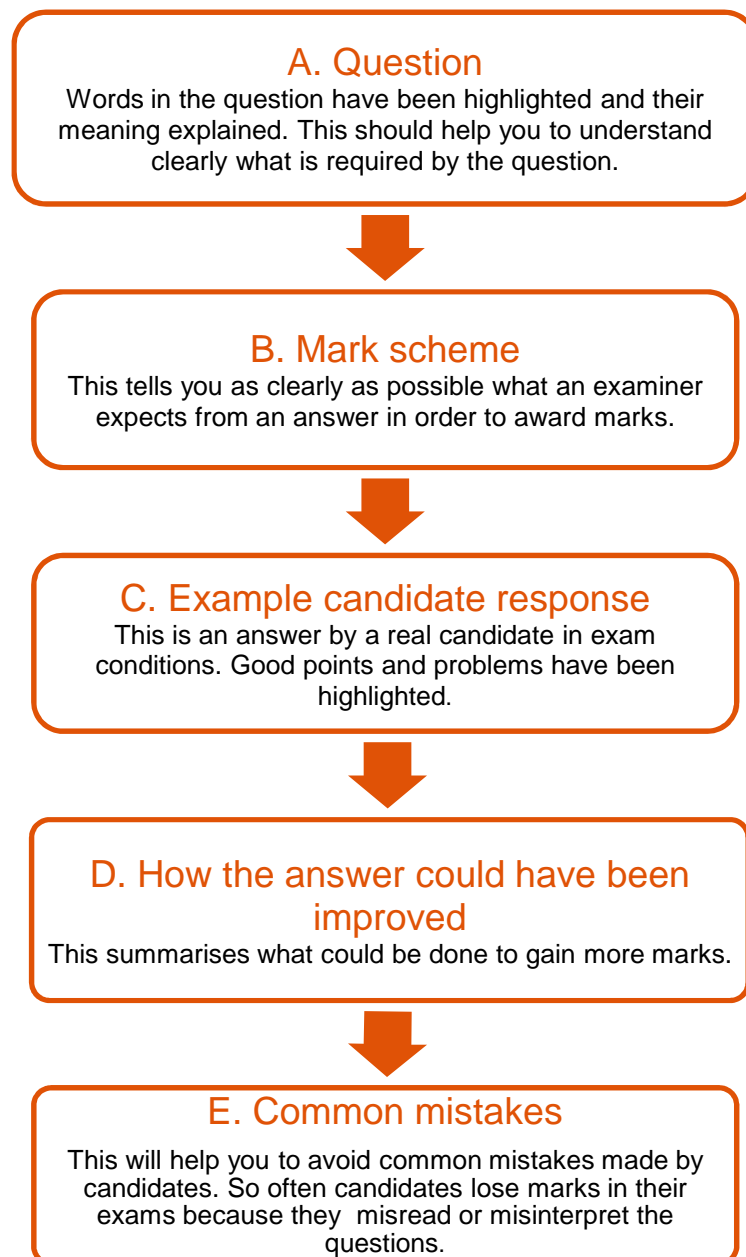 A. Question
Words in the question have been highlighted and their
meaning explained. This should help you to understand
clearly what is required by the question.
B. Mark scheme
This tells you as clearly as possible what an examiner
expects from an answer in order to award marks.
C. Example candidate response
This is an answer by a real candidate in exam
conditions. Good points and problems have been
highlighted.
D. How the answer could have been
improved
This summarises what could be done to gain more marks.
E. Common mistakes
This will help you to avoid common mistakes made by
candidates. So often candidates lose marks in their
exams because they  misread or misinterpret the
questions.